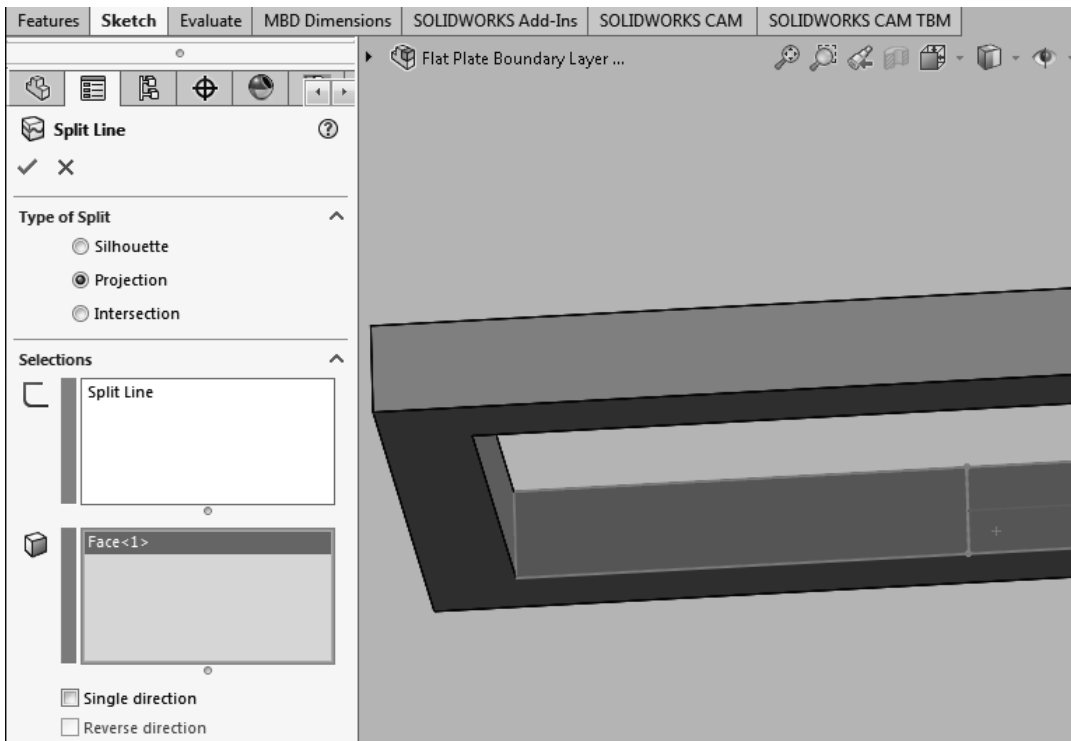 Features Sketch Evaluate MBD Dimensions SOLIDWORKS Add-Ins SOLIDWORKS CAM SOLIDWORKS CAM TBM
Flat Plate Boundary Layer ...
Split Line
Type of Split
Silhouette
Projection
Intersection
Selections
Split Line
Face<1>
Single direction
Reverse direction